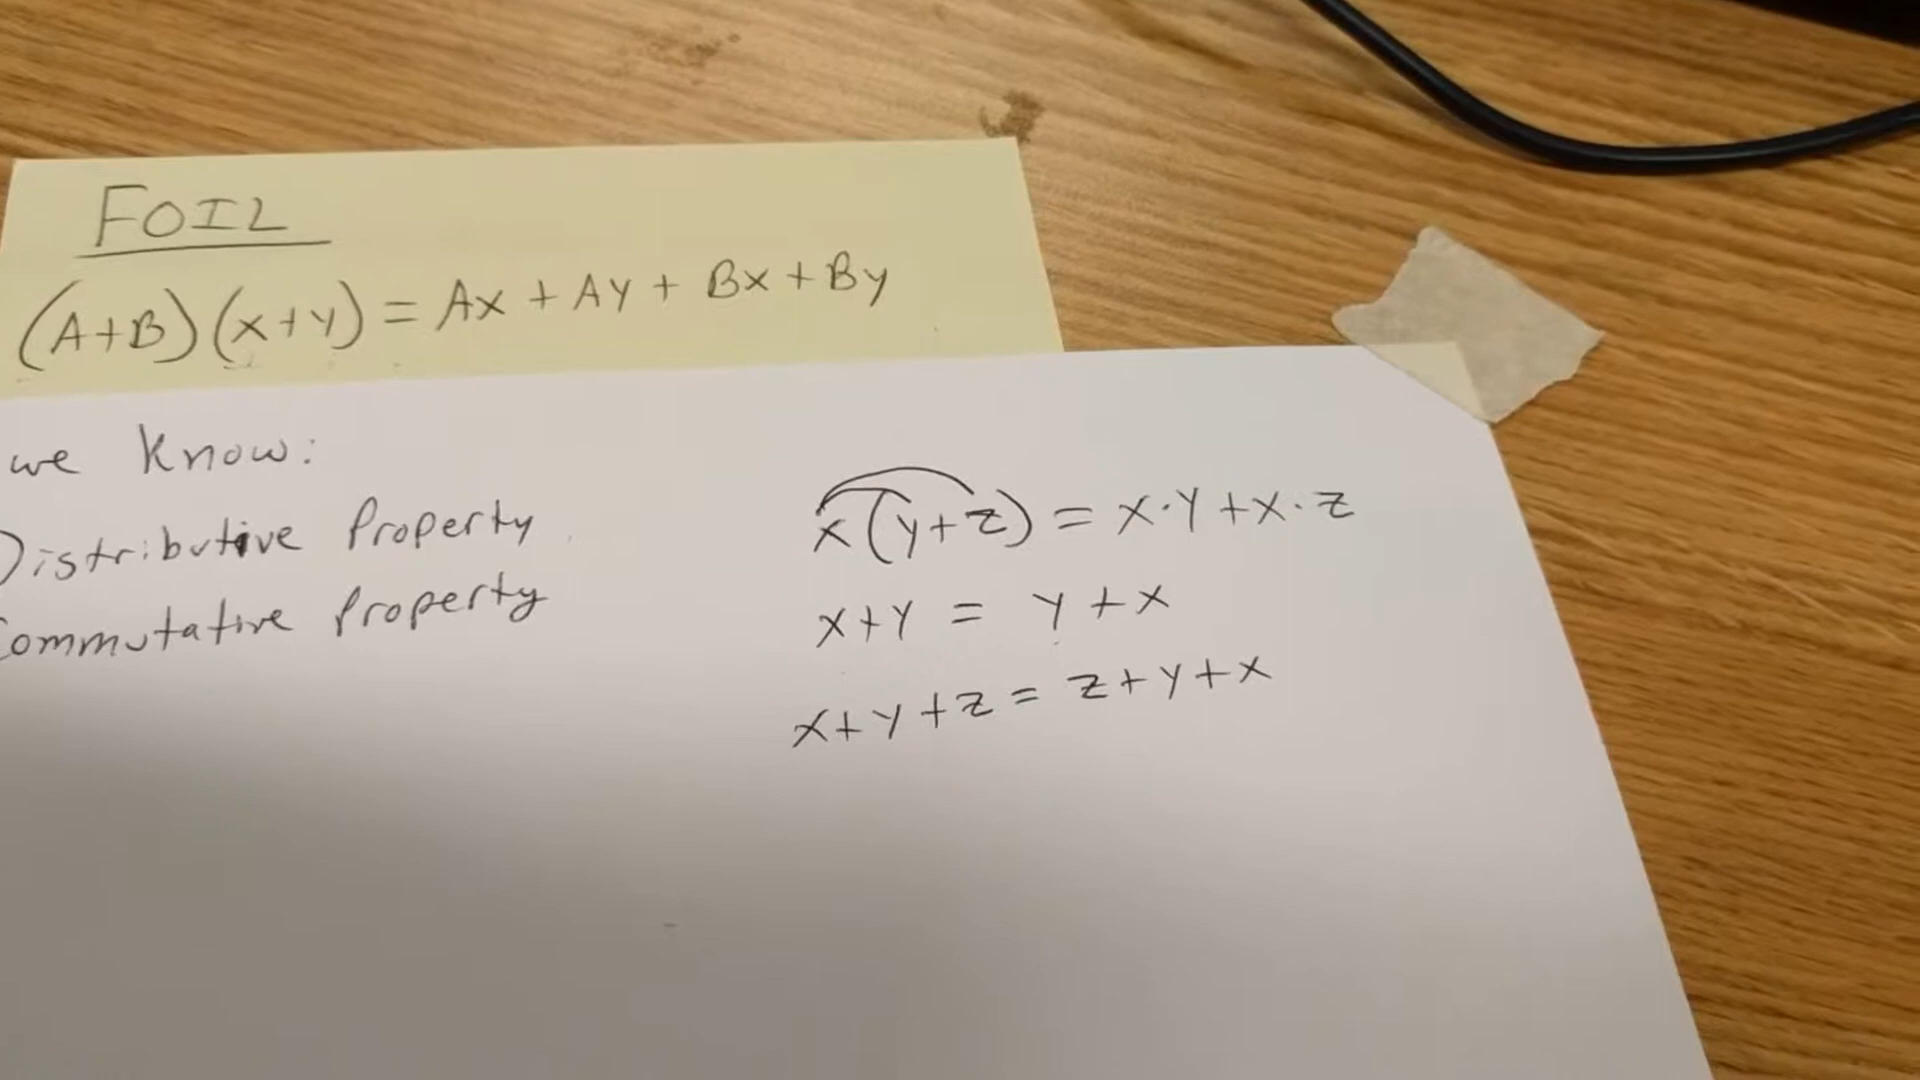 FOIL
(A+B)(x+y) = Ax + Ay + Bx + By
we know:
Distributive Property
x(y+z) = x·y + x·z
Commutative Property
x+y = y+x
x+y+z = z+y+x